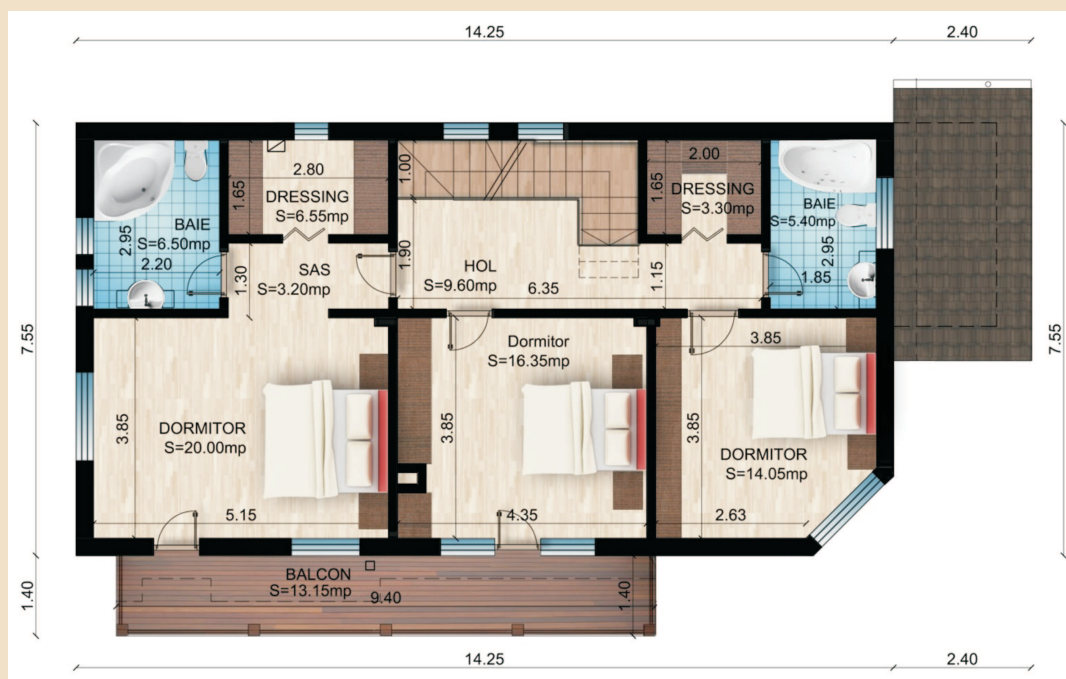 14.25
2.40
1.00
2.80
1.65
DRESSING
S=6.55mp
2.00
1.65
DRESSING
S=3.30mp
BAIE
S=6.50mp
2.95
2.20
BAIE
S=5.40mp
2.95
1.85
1.30
SAS
S=3.20mp
1.90
HOL
S=9.60mp
6.35
1.15
7.55
7.55
Dormitor
S=16.35mp
3.85
3.85
DORMITOR
S=20.00mp
3.85
3.85
DORMITOR
S=14.05mp
5.15
4.35
2.63
1.40
BALCON
S=13.15mp
9.40
1.40
14.25
2.40